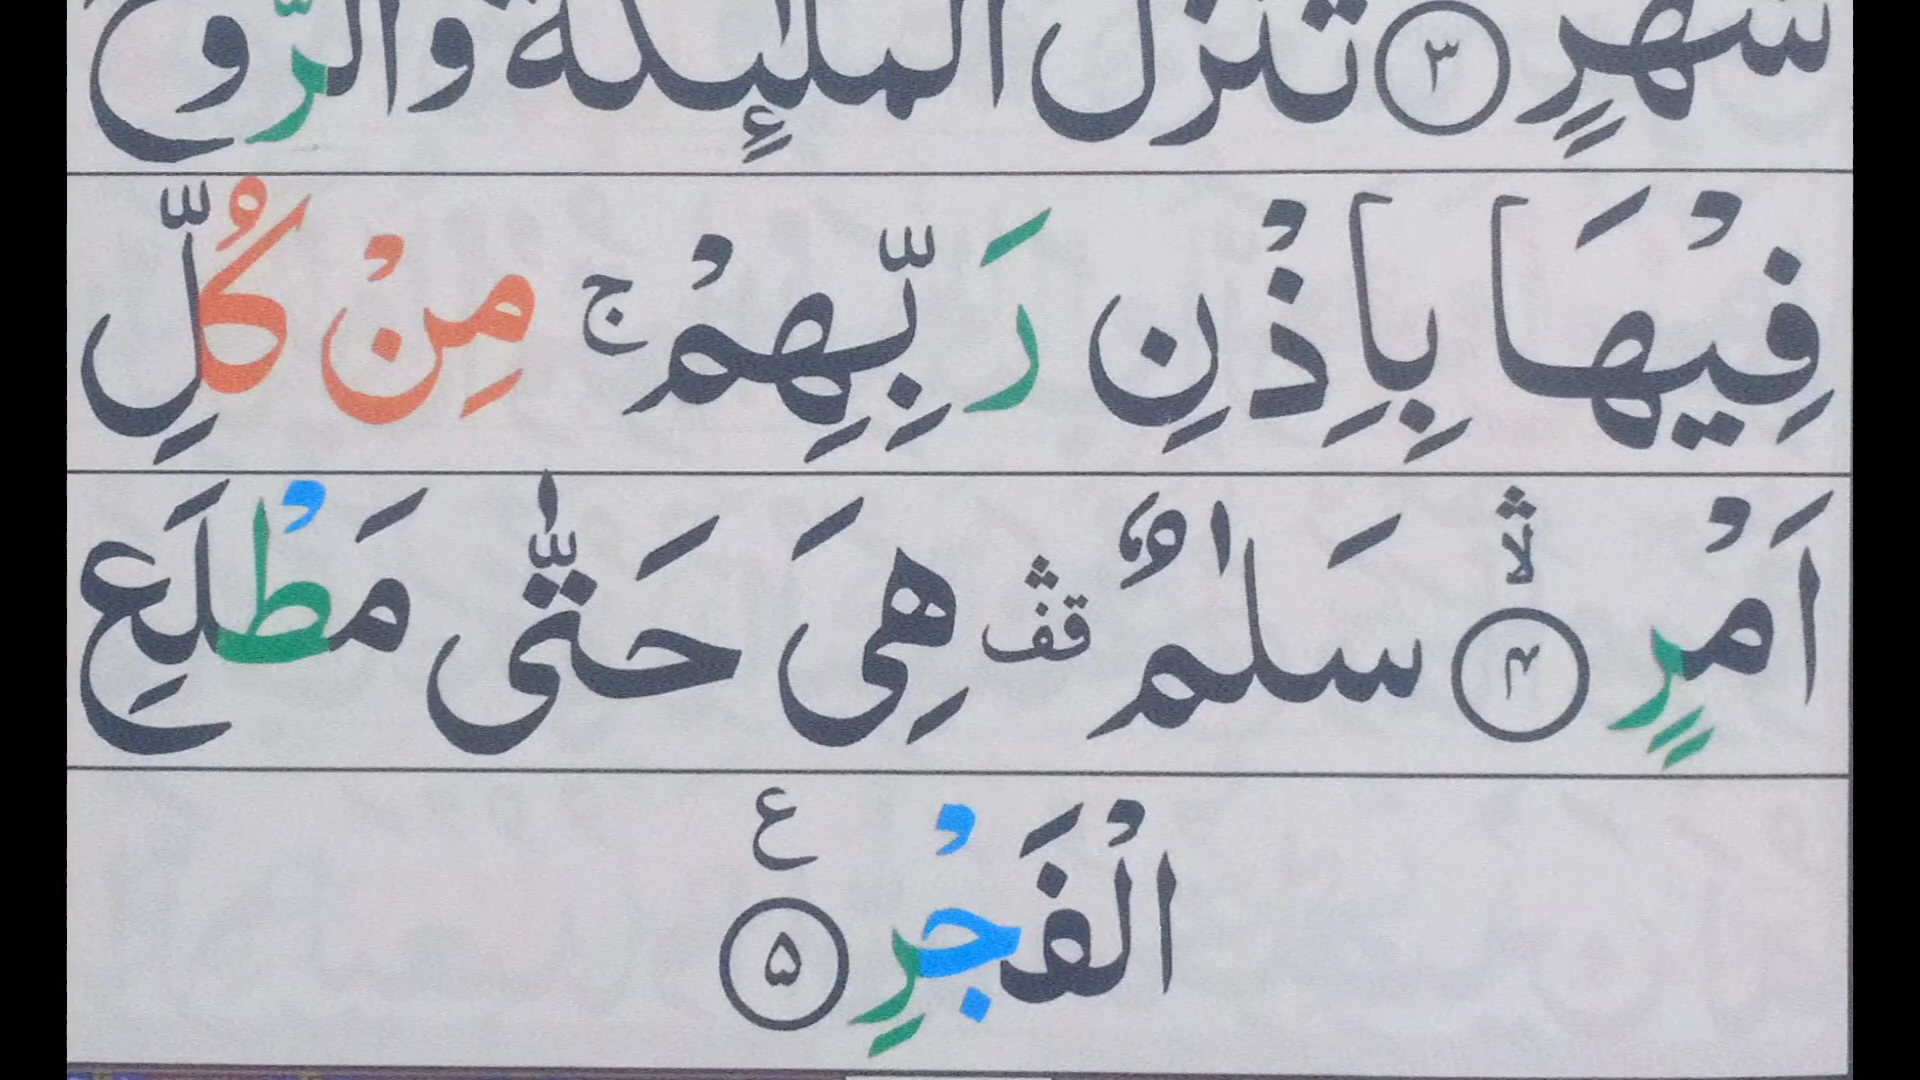 شَهْرٍ ۝۳ تَنَزَّلُ الْمَلٰٓئِكَةُ وَالرُّوْحُ
فِيْهَا بِاِذْنِ رَبِّهِمْ ۚ مِنْ كُلِّ
اَمْرٍ ۝۴ ۛۙ سَلٰمٌ ۛ قف هِيَ حَتّٰى مَطْلَعِ
الْفَجْرِ ۝۵ ع